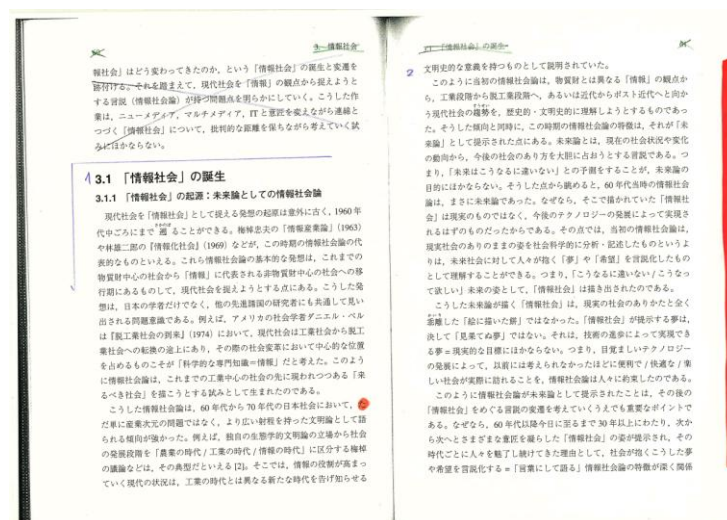 3 情報社会
報社会」はどう変わってきたのか、という「情報社会」の誕生と変遷を
跡付ける。それを踏まえて、現代社会を「情報」の観点から捉えようと
する言説（情報社会論）が持つ問題点を明らかにしていく。こうした作
業は、ニューメディア、マルチメディア、ITと意匠を変えながら連綿と
つづく「情報社会」について、批判的な距離を保ちながら考えていく試
みにほかならない。
1 3.1 「情報社会」の誕生
3.1.1 「情報社会」の起源：未来論としての情報社会論
現代社会を「情報社会」として捉える発想の起原は意外に古く、1960年
代中ごろにまで遡ることができる。梅棹忠夫の『情報産業論』（1963）
や林雄二郎の『情報化社会』（1969）などが、この時期の情報社会論の代
表的なものといえる。これら情報社会論の基本的な発想は、これまでの
物質財中心の社会から「情報」に代表される非物質財中心の社会への移
行期にあるものとして、現代社会を捉えようとする点にある。こうした発
想は、日本の学者だけでなく、他の先進諸国の研究者にも共通して見い
出される問題意識である。例えば、アメリカの社会学者ダニエル・ベル
は『脱工業社会の到来』（1974）において、現代社会は工業社会から脱工
業社会への転換の途上にあり、その際の社会変革において中心的な位置
を占めるものこそが「科学的な専門知識＝情報」だと考えた。このよう
に情報社会論は、これまでの工業中心の社会の先に現われつつある「来
るべき社会」を描こうとする試みとして生まれたのである。
こうした情報社会論は、60年代から70年代の日本社会において、た
だ単に産業次元の問題ではなく、より広い射程を持った文明論として語
られる傾向が強かった。例えば、独自の生態学的文明論の立場から社会
の発展段階を「農業の時代/工業の時代/情報の時代」に区分する梅棹
の議論などは、その典型だといえる[2]。そこでは、情報の役割が高まっ
ていく現代の状況は、工業の時代とは異なる新たな時代を告げ知らせる
3.1 「情報社会」の誕生
2 文明史的な意義を持つものとして説明されていた。
このように当初の情報社会論は、物質財とは異なる「情報」の観点か
ら、工業段階から脱工業段階へ、あるいは近代からポスト近代へと向か
う現代社会の趨勢を、歴史的・文明史的に理解しようとするものであっ
た。そうした傾向と同時に、この時期の情報社会論の特徴は、それが「未
来論」として提示された点にある。未来論とは、現在の社会状況や変化
の動向から、今後の社会のあり方を大胆に占おうとする言説である。つ
まり、「未来はこうなるに違いない」との予測をすることが、未来論の
目的にほかならない。そうした点から眺めると、60年代当時の情報社会
論は、まさに未来論であった。なぜなら、そこで描かれていた「情報社
会」は現実のものではなく、今後のテクノロジーの発展によって実現さ
れるはずのものだったからである。その点では、当初の情報社会論は、
現実社会のありのままの姿を社会科学的に分析・記述したものというよ
りは、未来社会に対して人々が抱く「夢」や「希望」を言説化したもの
として理解することができる。つまり、「こうなるに違いない/こうなっ
て欲しい」未来の姿として、「情報社会」は描き出されたのである。
こうした未来論が描く「情報社会」は、現実の社会のありかたと全く
乖離した「絵に描いた餅」ではなかった。「情報社会」が提示する夢は、
決して「見果てぬ夢」ではない。それは、技術の進歩によって実現でき
る夢＝現実的な目標にほかならない。つまり、目覚ましいテクノロジー
の発展によって、以前には考えられなかったほどに便利で/快適な/楽
しい社会が実際に訪れることを、情報社会論は人々に約束したのである。
このように情報社会論が未来論として提示されたことは、その後の
「情報社会」をめぐる言説の変遷を考えていくうえでも重要なポイントで
ある。なぜなら、60年代以降今日に至るまで30年以上にわたり、次か
ら次へとさまざまな意匠を凝らした「情報社会」の姿が提示され、その
時代ごとに人々を魅了し続けてきた理由として、社会が抱くこうした夢
や希望を言説化する＝「言葉にして語る」情報社会論の特徴が深く関係